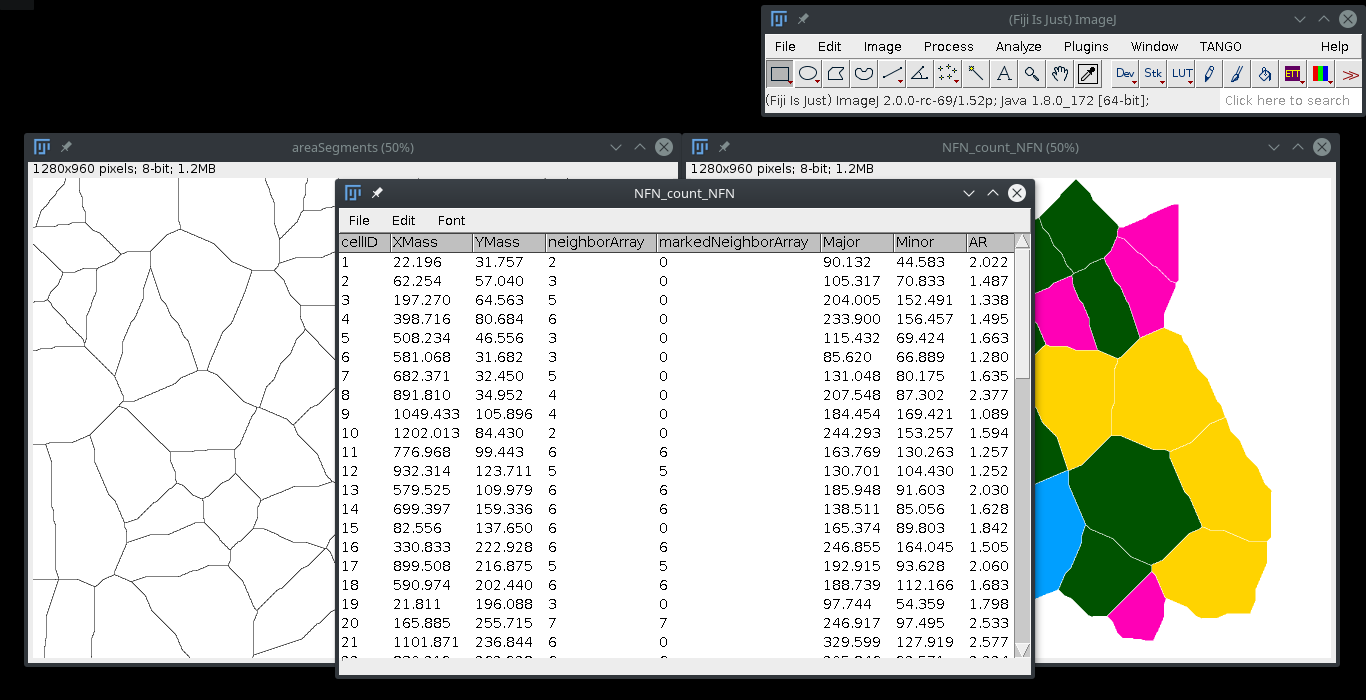 (Fiji Is Just) ImageJ
File Edit Image Process Analyze Plugins Window TANGO Help
Dev Stk LUT ETT
(Fiji Is Just) ImageJ 2.0.0-rc-69/1.52p; Java 1.8.0_172 [64-bit]; Click here to search
areaSegments (50%)
1280x960 pixels; 8-bit; 1.2MB
NFN_count_NFN (50%)
1280x960 pixels; 8-bit; 1.2MB
NFN_count_NFN
File Edit Font
cellID XMass YMass neighborArray markedNeighborArray Major Minor AR
1 22.196 31.757 2 0 90.132 44.583 2.022
2 62.254 57.040 3 0 105.317 70.833 1.487
3 197.270 64.563 5 0 204.005 152.491 1.338
4 398.716 80.684 6 0 233.900 156.457 1.495
5 508.234 46.556 3 0 115.432 69.424 1.663
6 581.068 31.682 3 0 85.620 66.889 1.280
7 682.371 32.450 5 0 131.048 80.175 1.635
8 891.810 34.952 4 0 207.548 87.302 2.377
9 1049.433 105.896 4 0 184.454 169.421 1.089
10 1202.013 84.430 2 0 244.293 153.257 1.594
11 776.968 99.443 6 6 163.769 130.263 1.257
12 932.314 123.711 5 5 130.701 104.430 1.252
13 579.525 109.979 6 6 185.948 91.603 2.030
14 699.397 159.336 6 6 138.511 85.056 1.628
15 82.556 137.650 6 0 165.374 89.803 1.842
16 330.833 222.928 6 6 246.855 164.045 1.505
17 899.508 216.875 5 5 192.915 93.628 2.060
18 590.974 202.440 6 6 188.739 112.166 1.683
19 21.811 196.088 3 0 97.744 54.359 1.798
20 165.885 255.715 7 7 246.917 97.495 2.533
21 1101.871 236.844 6 0 329.599 127.919 2.577